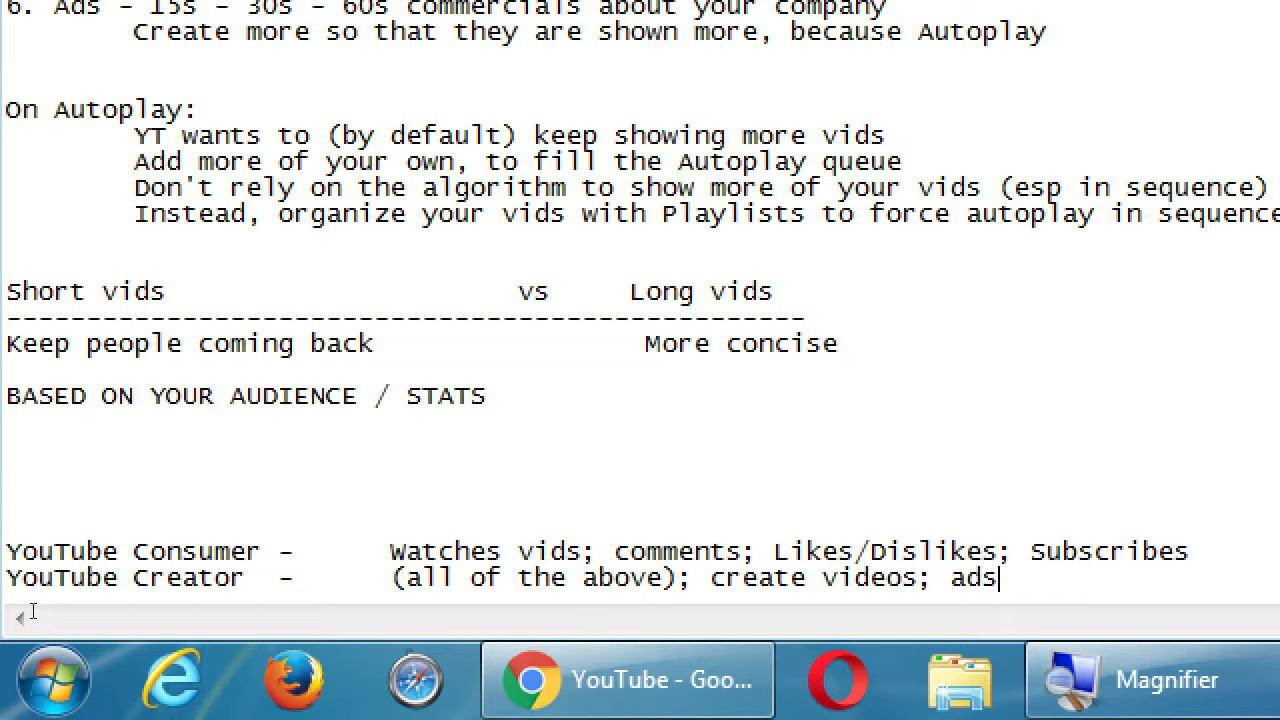 6. Ads - 15s - 30s - 60s commercials about your company
Create more so that they are shown more, because Autoplay
On Autoplay:
YT wants to (by default) keep showing more vids
Add more of your own, to fill the Autoplay queue
Don't rely on the algorithm to show more of your vids (esp in sequence)
Instead, organize your vids with Playlists to force autoplay in sequence
Short vids vs Long vids
-------------------------------------------------
Keep people coming back More concise
BASED ON YOUR AUDIENCE / STATS
YouTube Consumer - Watches vids; comments; Likes/Dislikes; Subscribes
YouTube Creator - (all of the above); create videos; ads
YouTube - Goo... Magnifier